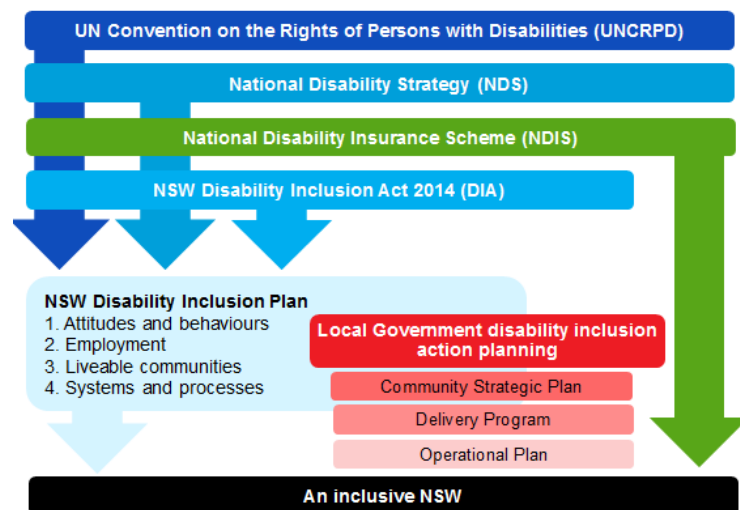 UN Convention on the Rights of Persons with Disabilities (UNCRPD)
National Disability Strategy (NDS)
National Disability Insurance Scheme (NDIS)
NSW Disability Inclusion Act 2014 (DIA)
NSW Disability Inclusion Plan
1. Attitudes and behaviours
2. Employment
3. Liveable communities
4. Systems and processes
Local Government disability inclusion
action planning
Community Strategic Plan
Delivery Program
Operational Plan
An inclusive NSW